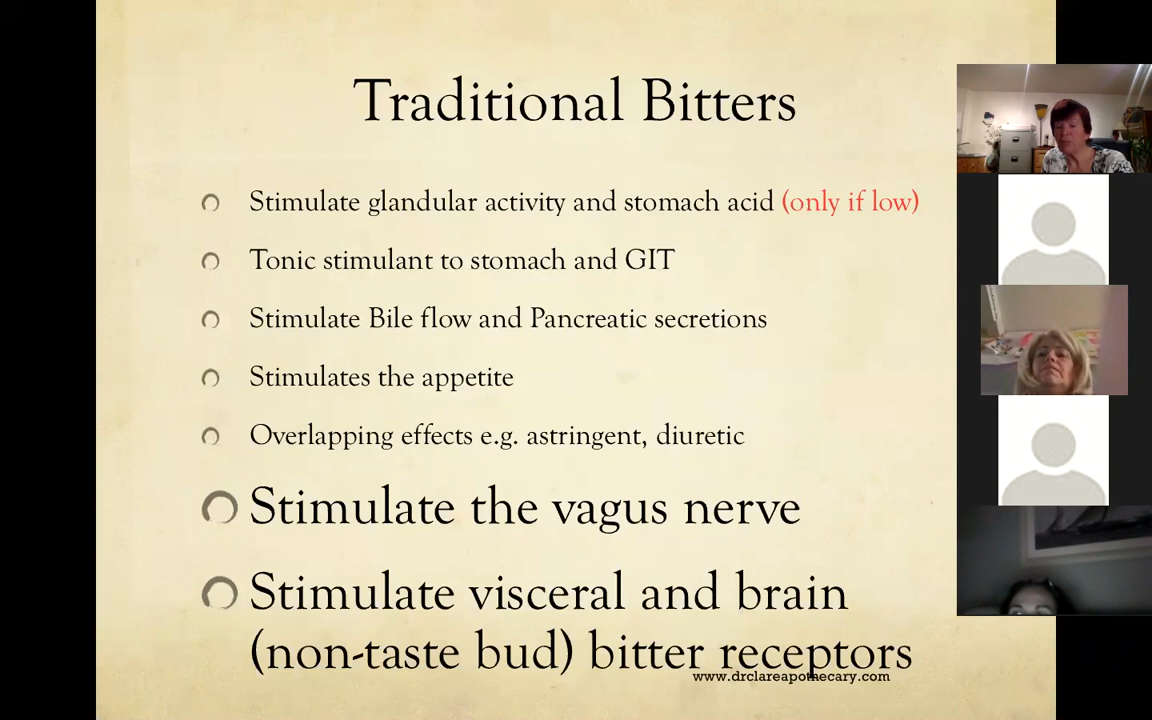 Traditional Bitters
Stimulate glandular activity and stomach acid (only if low)
Tonic stimulant to stomach and GIT
Stimulate Bile flow and Pancreatic secretions
Stimulates the appetite
Overlapping effects e.g. astringent, diuretic
Stimulate the vagus nerve
Stimulate visceral and brain
(non-taste bud) bitter receptors
www.drclareapothecary.com